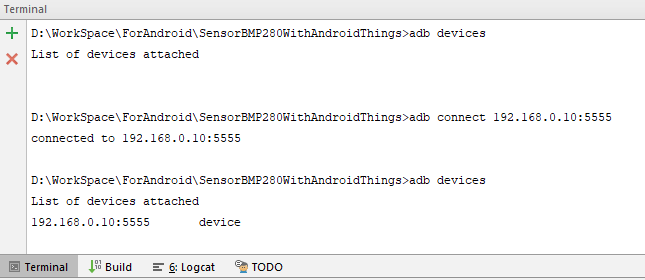 Terminal
D:\WorkSpace\ForAndroid\SensorBMP280WithAndroidThings>adb devices
List of devices attached
D:\WorkSpace\ForAndroid\SensorBMP280WithAndroidThings>adb connect 192.168.0.10:5555
connected to 192.168.0.10:5555
D:\WorkSpace\ForAndroid\SensorBMP280WithAndroidThings>adb devices
List of devices attached
192.168.0.10:5555 device
Terminal Build 6: Logcat TODO